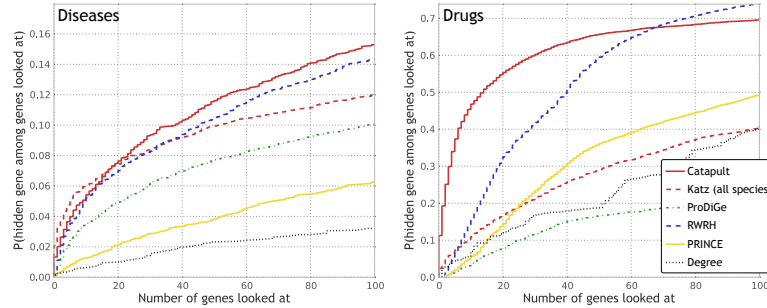 Diseases
P(hidden gene among genes looked at)
0.16
0.14
0.12
0.10
0.08
0.06
0.04
0.02
0.00
0 20 40 60 80 100
Number of genes looked at
Drugs
P(hidden gene among genes looked at)
0.7
0.6
0.5
0.4
0.3
0.2
0.1
0.0
0 20 40 60 80 100
Number of genes looked at
Catapult
Katz (all species
ProDiGe
RWRH
PRINCE
Degree